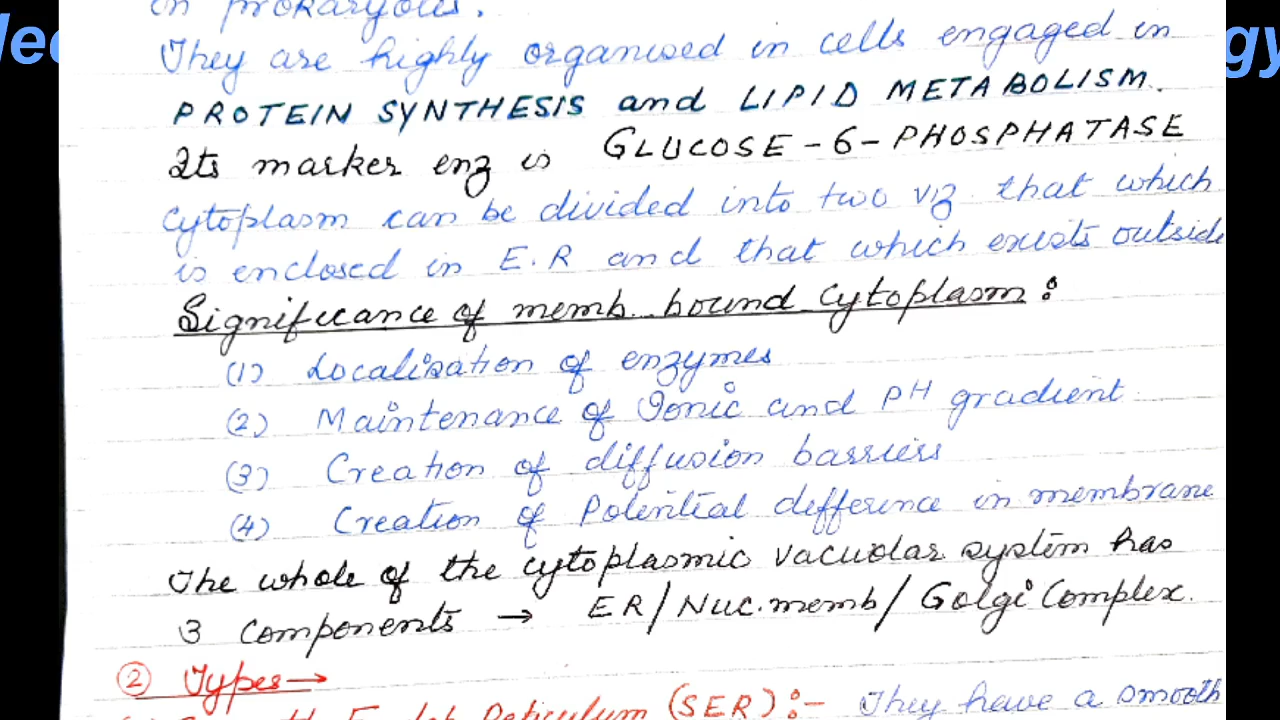 in prokaryotes.
They are highly organised in cells engaged in
PROTEIN SYNTHESIS and LIPID METABOLISM.
Its marker enz is GLUCOSE-6-PHOSPHATASE
Cytoplasm can be divided into two viz that which
is enclosed in E.R and that which exists outside
Significance of memb. bound Cytoplasm:
(1) Localisation of enzymes
(2) Maintenance of Ionic and pH gradient
(3) Creation of diffusion barriers
(4) Creation of Potential difference in membrane
The whole of the cytoplasmic vacuolar system has
3 components → ER/Nuc.memb/Golgi Complex.
② Types→
Reticulum (SER):- They have a smooth